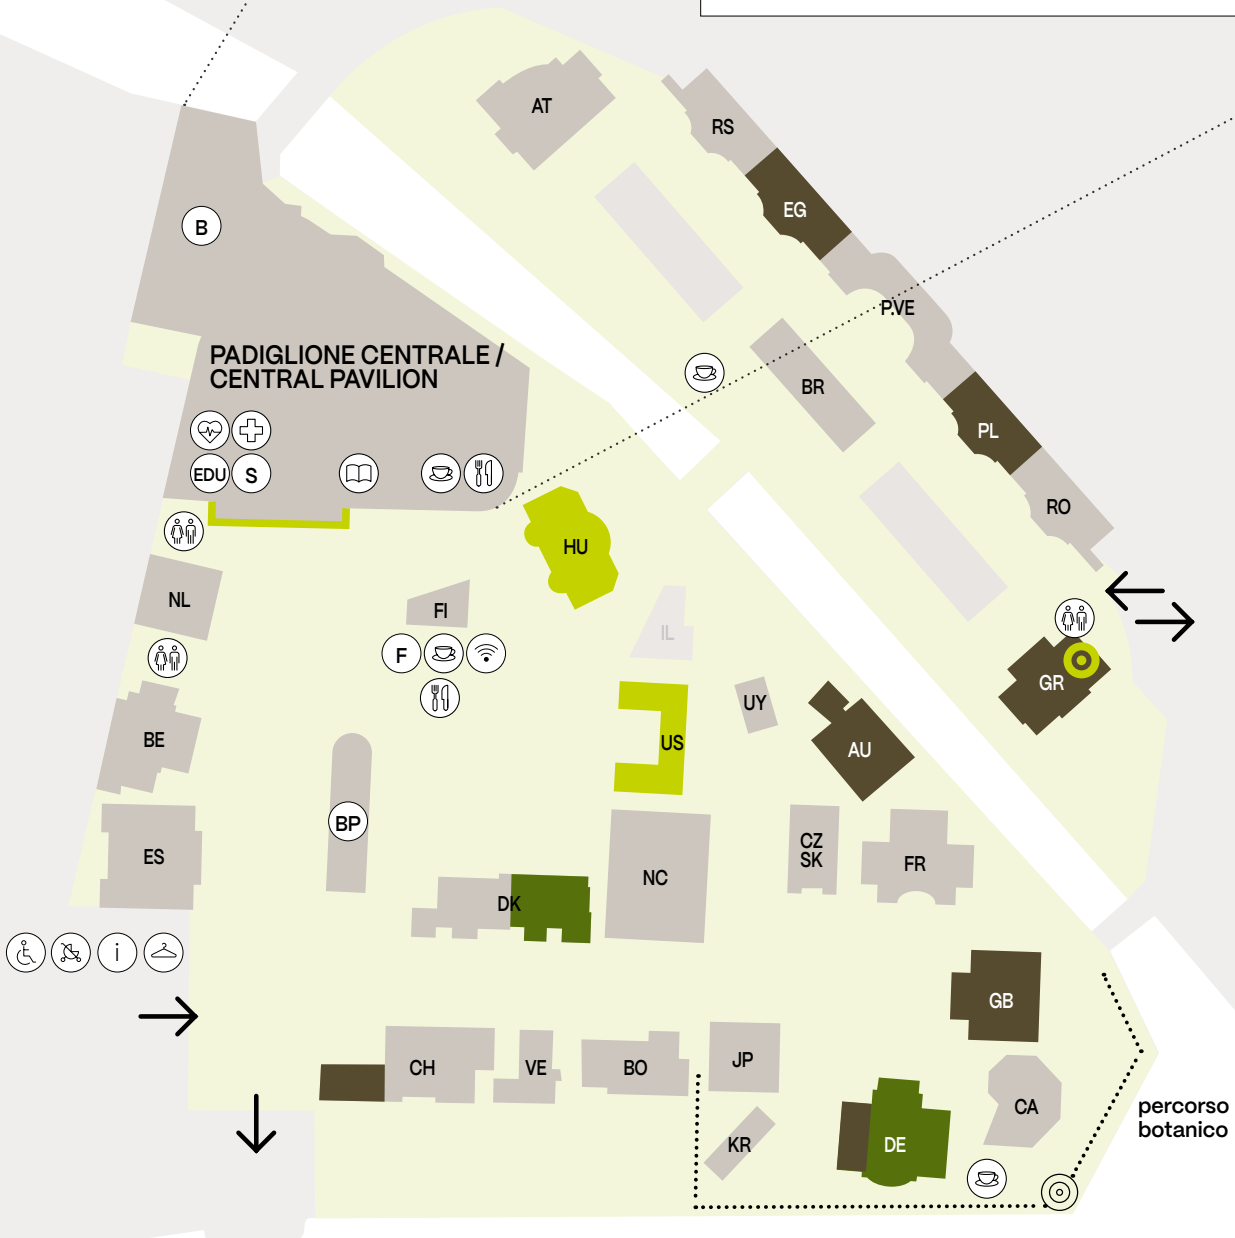 AT
RS
EG
B
P.VE
PADIGLIONE CENTRALE /
CENTRAL PAVILION
BR
PL
EDU
S
RO
HU
NL
FI
IL
F
GR
UY
BE
US
AU
BP
ES
CZ
SK
FR
NC
DK
i
GB
CH
VE
BO
JP
CA
percorso
botanico
KR
DE